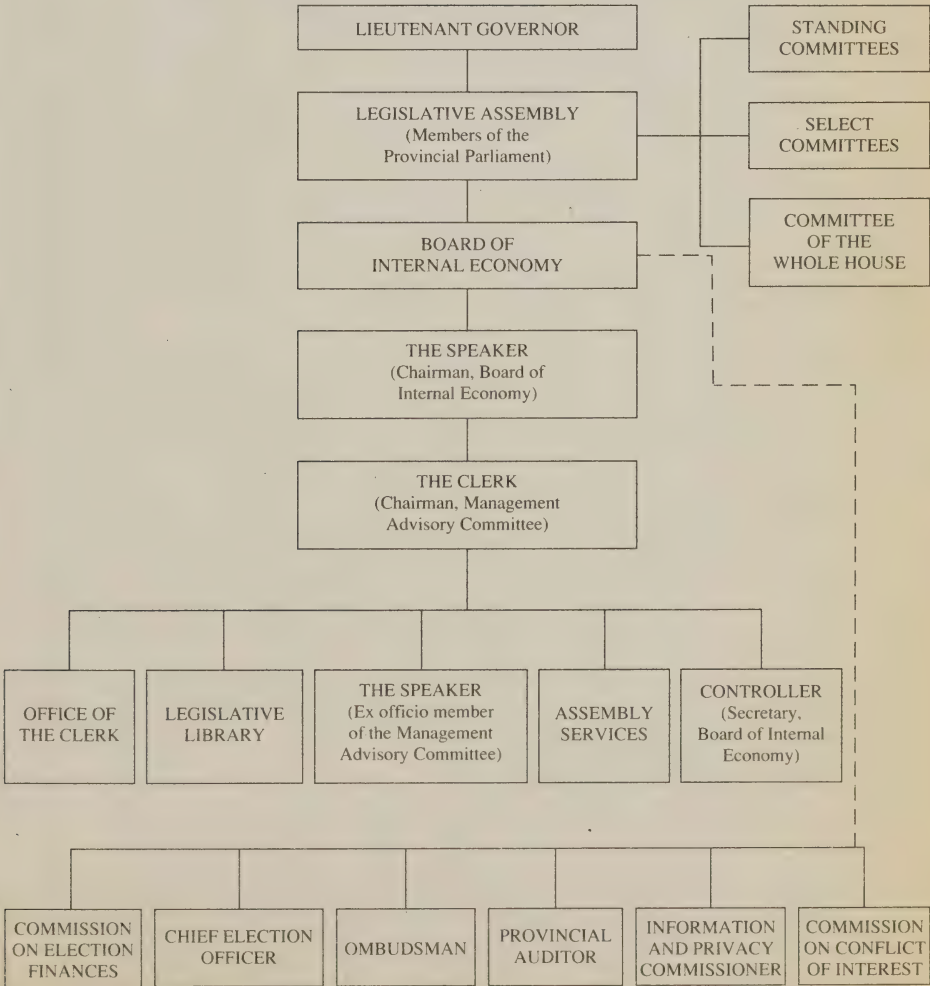 LIEUTENANT GOVERNOR
LEGISLATIVE ASSEMBLY
(Members of the
Provincial Parliament)
STANDING
COMMITTEES
SELECT
COMMITTEES
COMMITTEE
OF THE
WHOLE HOUSE
BOARD OF
INTERNAL ECONOMY
THE SPEAKER
(Chairman, Board of
Internal Economy)
THE CLERK
(Chairman, Management
Advisory Committee)
OFFICE OF
THE CLERK
LEGISLATIVE
LIBRARY
THE SPEAKER
(Ex officio member
of the Management
Advisory Committee)
ASSEMBLY
SERVICES
CONTROLLER
(Secretary,
Board of Internal
Economy)
COMMISSION
ON ELECTION
FINANCES
CHIEF ELECTION
OFFICER
OMBUDSMAN
PROVINCIAL
AUDITOR
INFORMATION
AND PRIVACY
COMMISSIONER
COMMISSION
ON CONFLICT
OF INTEREST